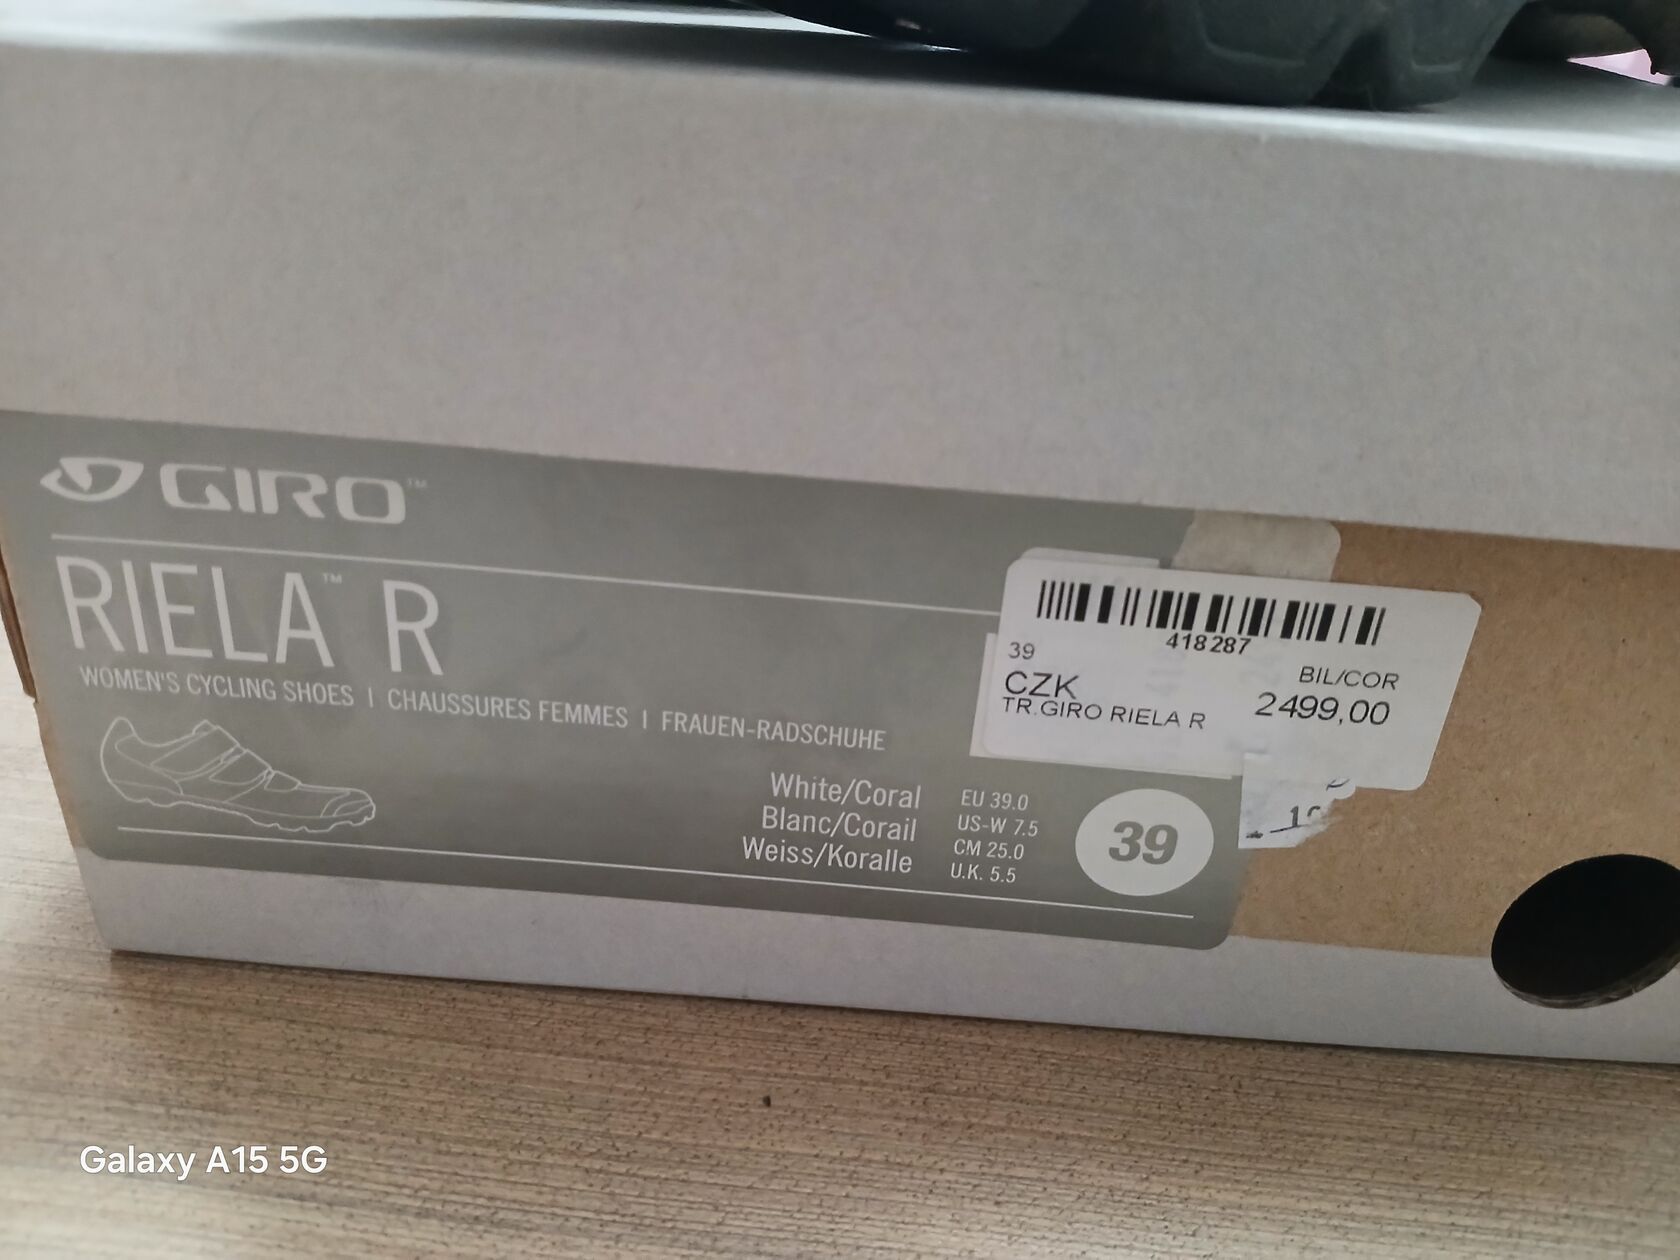 GIRO™
RIELA™ R
WOMEN'S CYCLING SHOES | CHAUSSURES FEMMES | FRAUEN-RADSCHUHE
White/Coral
Blanc/Corail
Weiss/Koralle
EU 39.0
US-W 7.5
CM 25.0
U.K. 5.5
39
418287
39
BIL/COR
CZK
2499,00
TR.GIRO RIELA R
Galaxy A15 5G